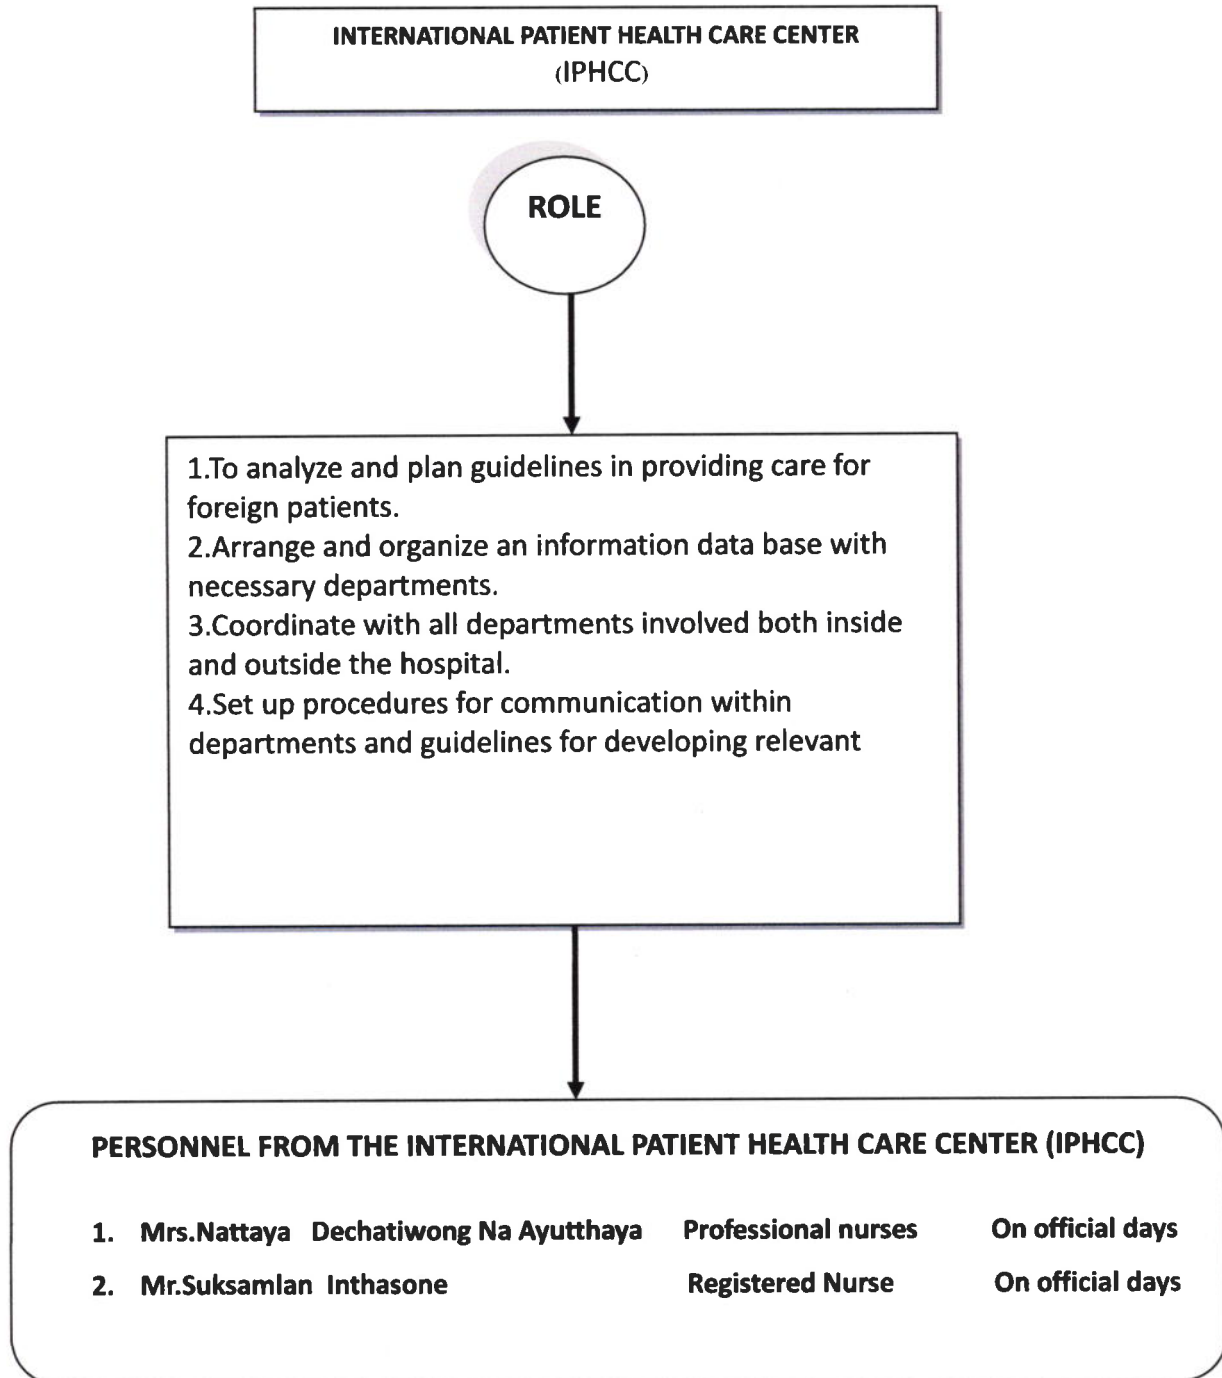 INTERNATIONAL PATIENT HEALTH CARE CENTER
(IPHCC)
ROLE
1.To analyze and plan guidelines in providing care for
foreign patients.
2.Arrange and organize an information data base with
necessary departments.
3.Coordinate with all departments involved both inside
and outside the hospital.
4.Set up procedures for communication within
departments and guidelines for developing relevant
PERSONNEL FROM THE INTERNATIONAL PATIENT HEALTH CARE CENTER (IPHCC)
1. Mrs.Nattaya Dechatiwong Na Ayutthaya Professional nurses On official days
2. Mr.Suksamlan Inthasone Registered Nurse On official days